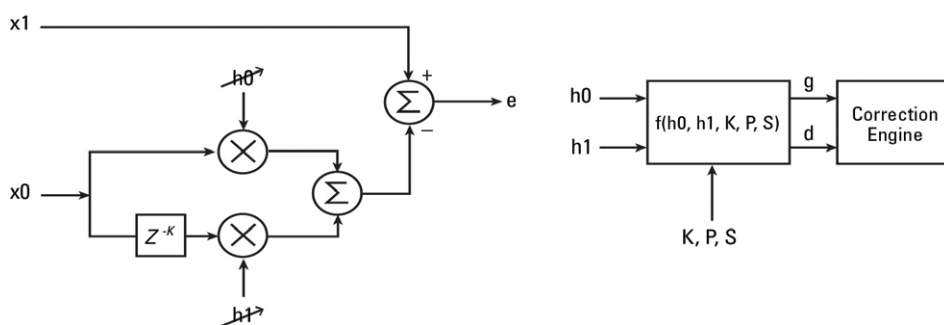 x1
h0
+
Σ
e
−
x0
Σ
Z -K
h1
h0
h1
f(h0, h1, K, P, S)
g
d
Correction
Engine
K, P, S